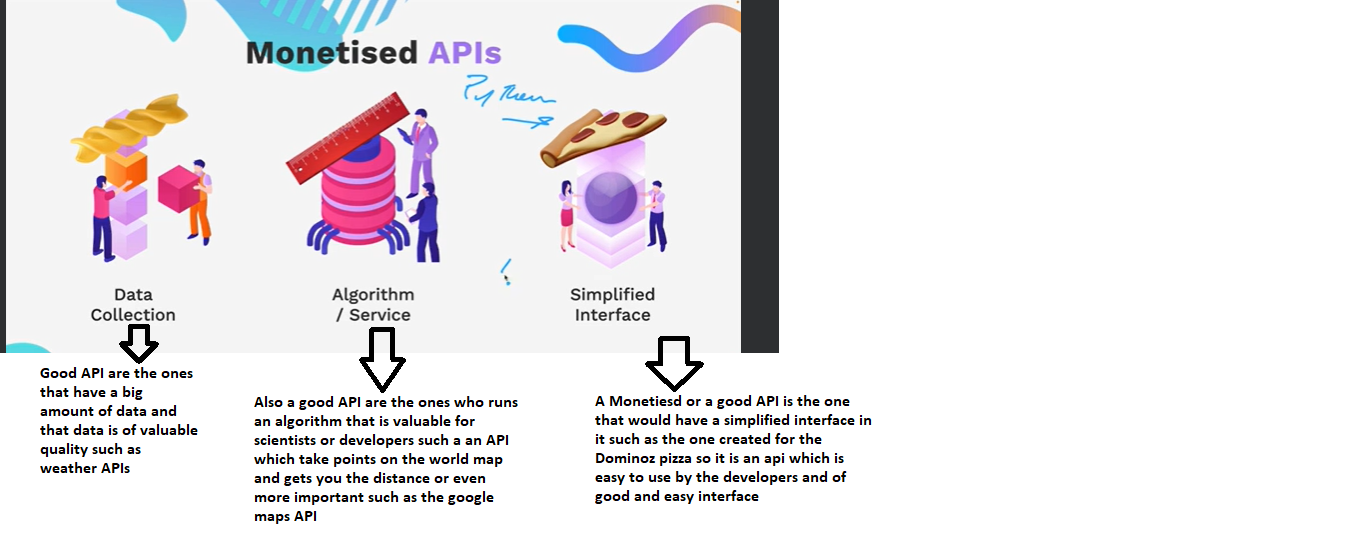 Monetised APIs
Data
Collection
Algorithm
/ Service
Simplified
Interface
Good API are the ones
that have a big
amount of data and
that data is of valuable
quality such as
weather APIs
Also a good API are the ones who runs
an algorithm that is valuable for
scientists or developers such a an API
which take points on the world map
and gets you the distance or even
more important such as the google
maps API
A Monetiesd or a good API is the one
that would have a simplified interface in
it such as the one created for the
Dominoz pizza so it is an api which is
easy to use by the developers and of
good and easy interface